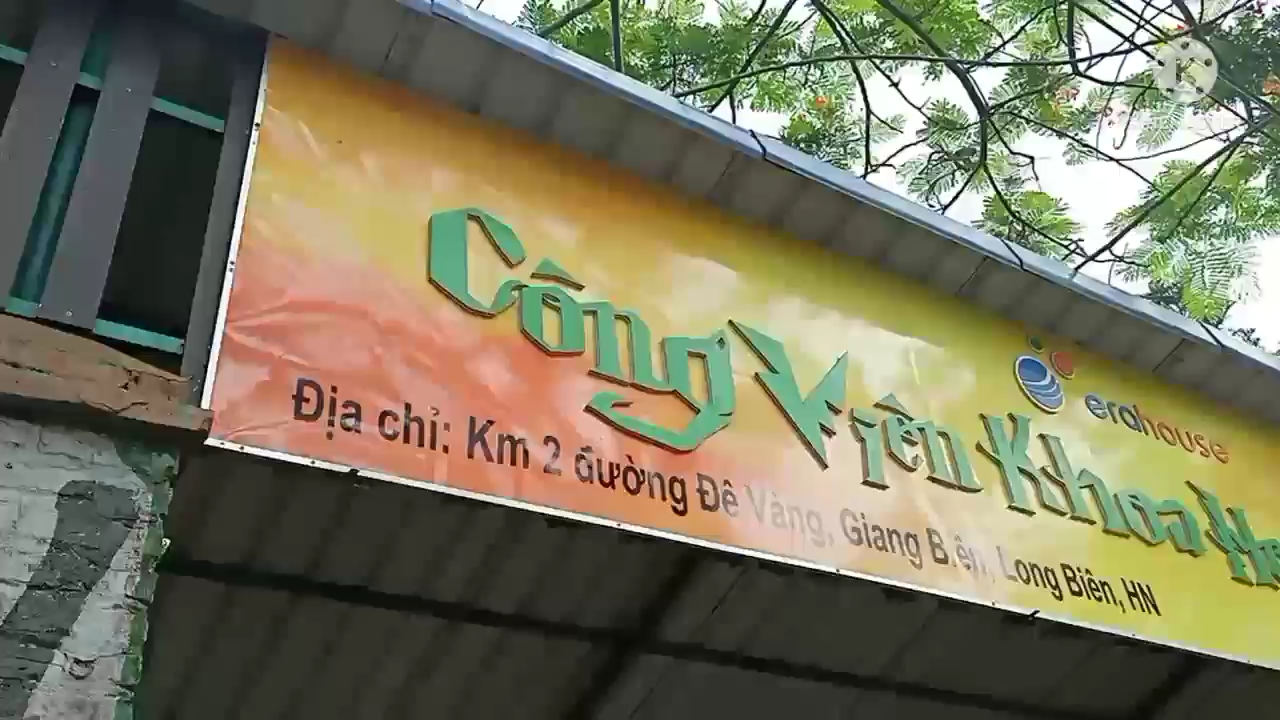 Công Viên Khoa
erahouse
Địa chỉ: Km 2 đường Đê Vàng, Giang Biên, Long Biên, HN